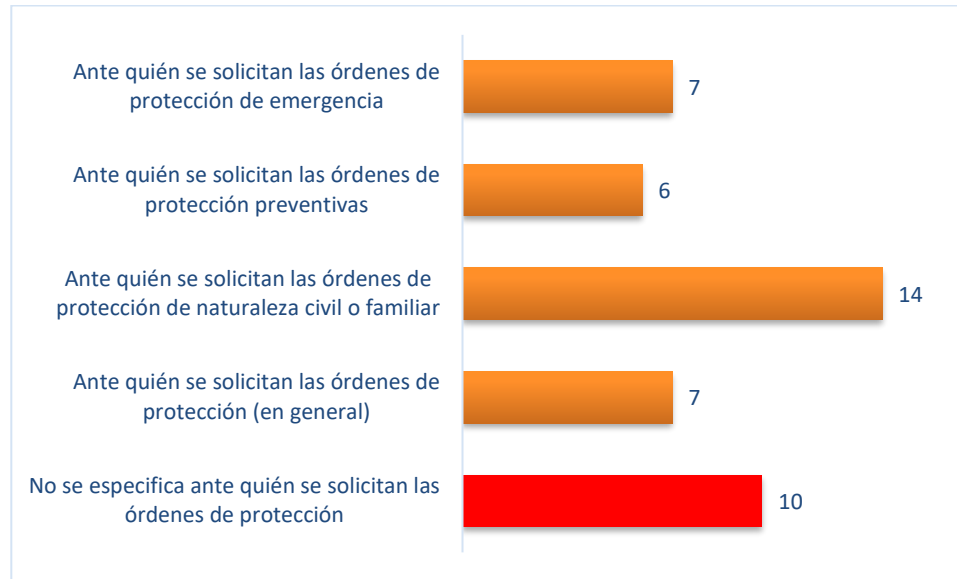 Ante quién se solicitan las órdenes de
protección de emergencia
7
Ante quién se solicitan las órdenes de
protección preventivas
6
Ante quién se solicitan las órdenes de
protección de naturaleza civil o familiar
14
Ante quién se solicitan las órdenes de
protección (en general)
7
No se especifica ante quién se solicitan las
órdenes de protección
10